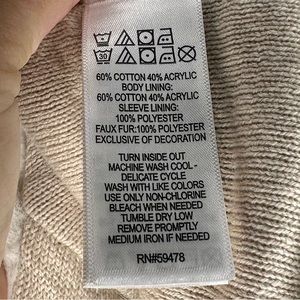 30
60% COTTON 40% ACRYLIC
BODY LINING:
60% COTTON 40% ACRYLIC
SLEEVE LINING:
100% POLYESTER
FAUX FUR:100% POLYESTER
EXCLUSIVE OF DECORATION
TURN INSIDE OUT
MACHINE WASH COOL -
DELICATE CYCLE
WASH WITH LIKE COLORS
USE ONLY NON-CHLORINE
BLEACH WHEN NEEDED
TUMBLE DRY LOW
REMOVE PROMPTLY
MEDIUM IRON IF NEEDED
RN#59478